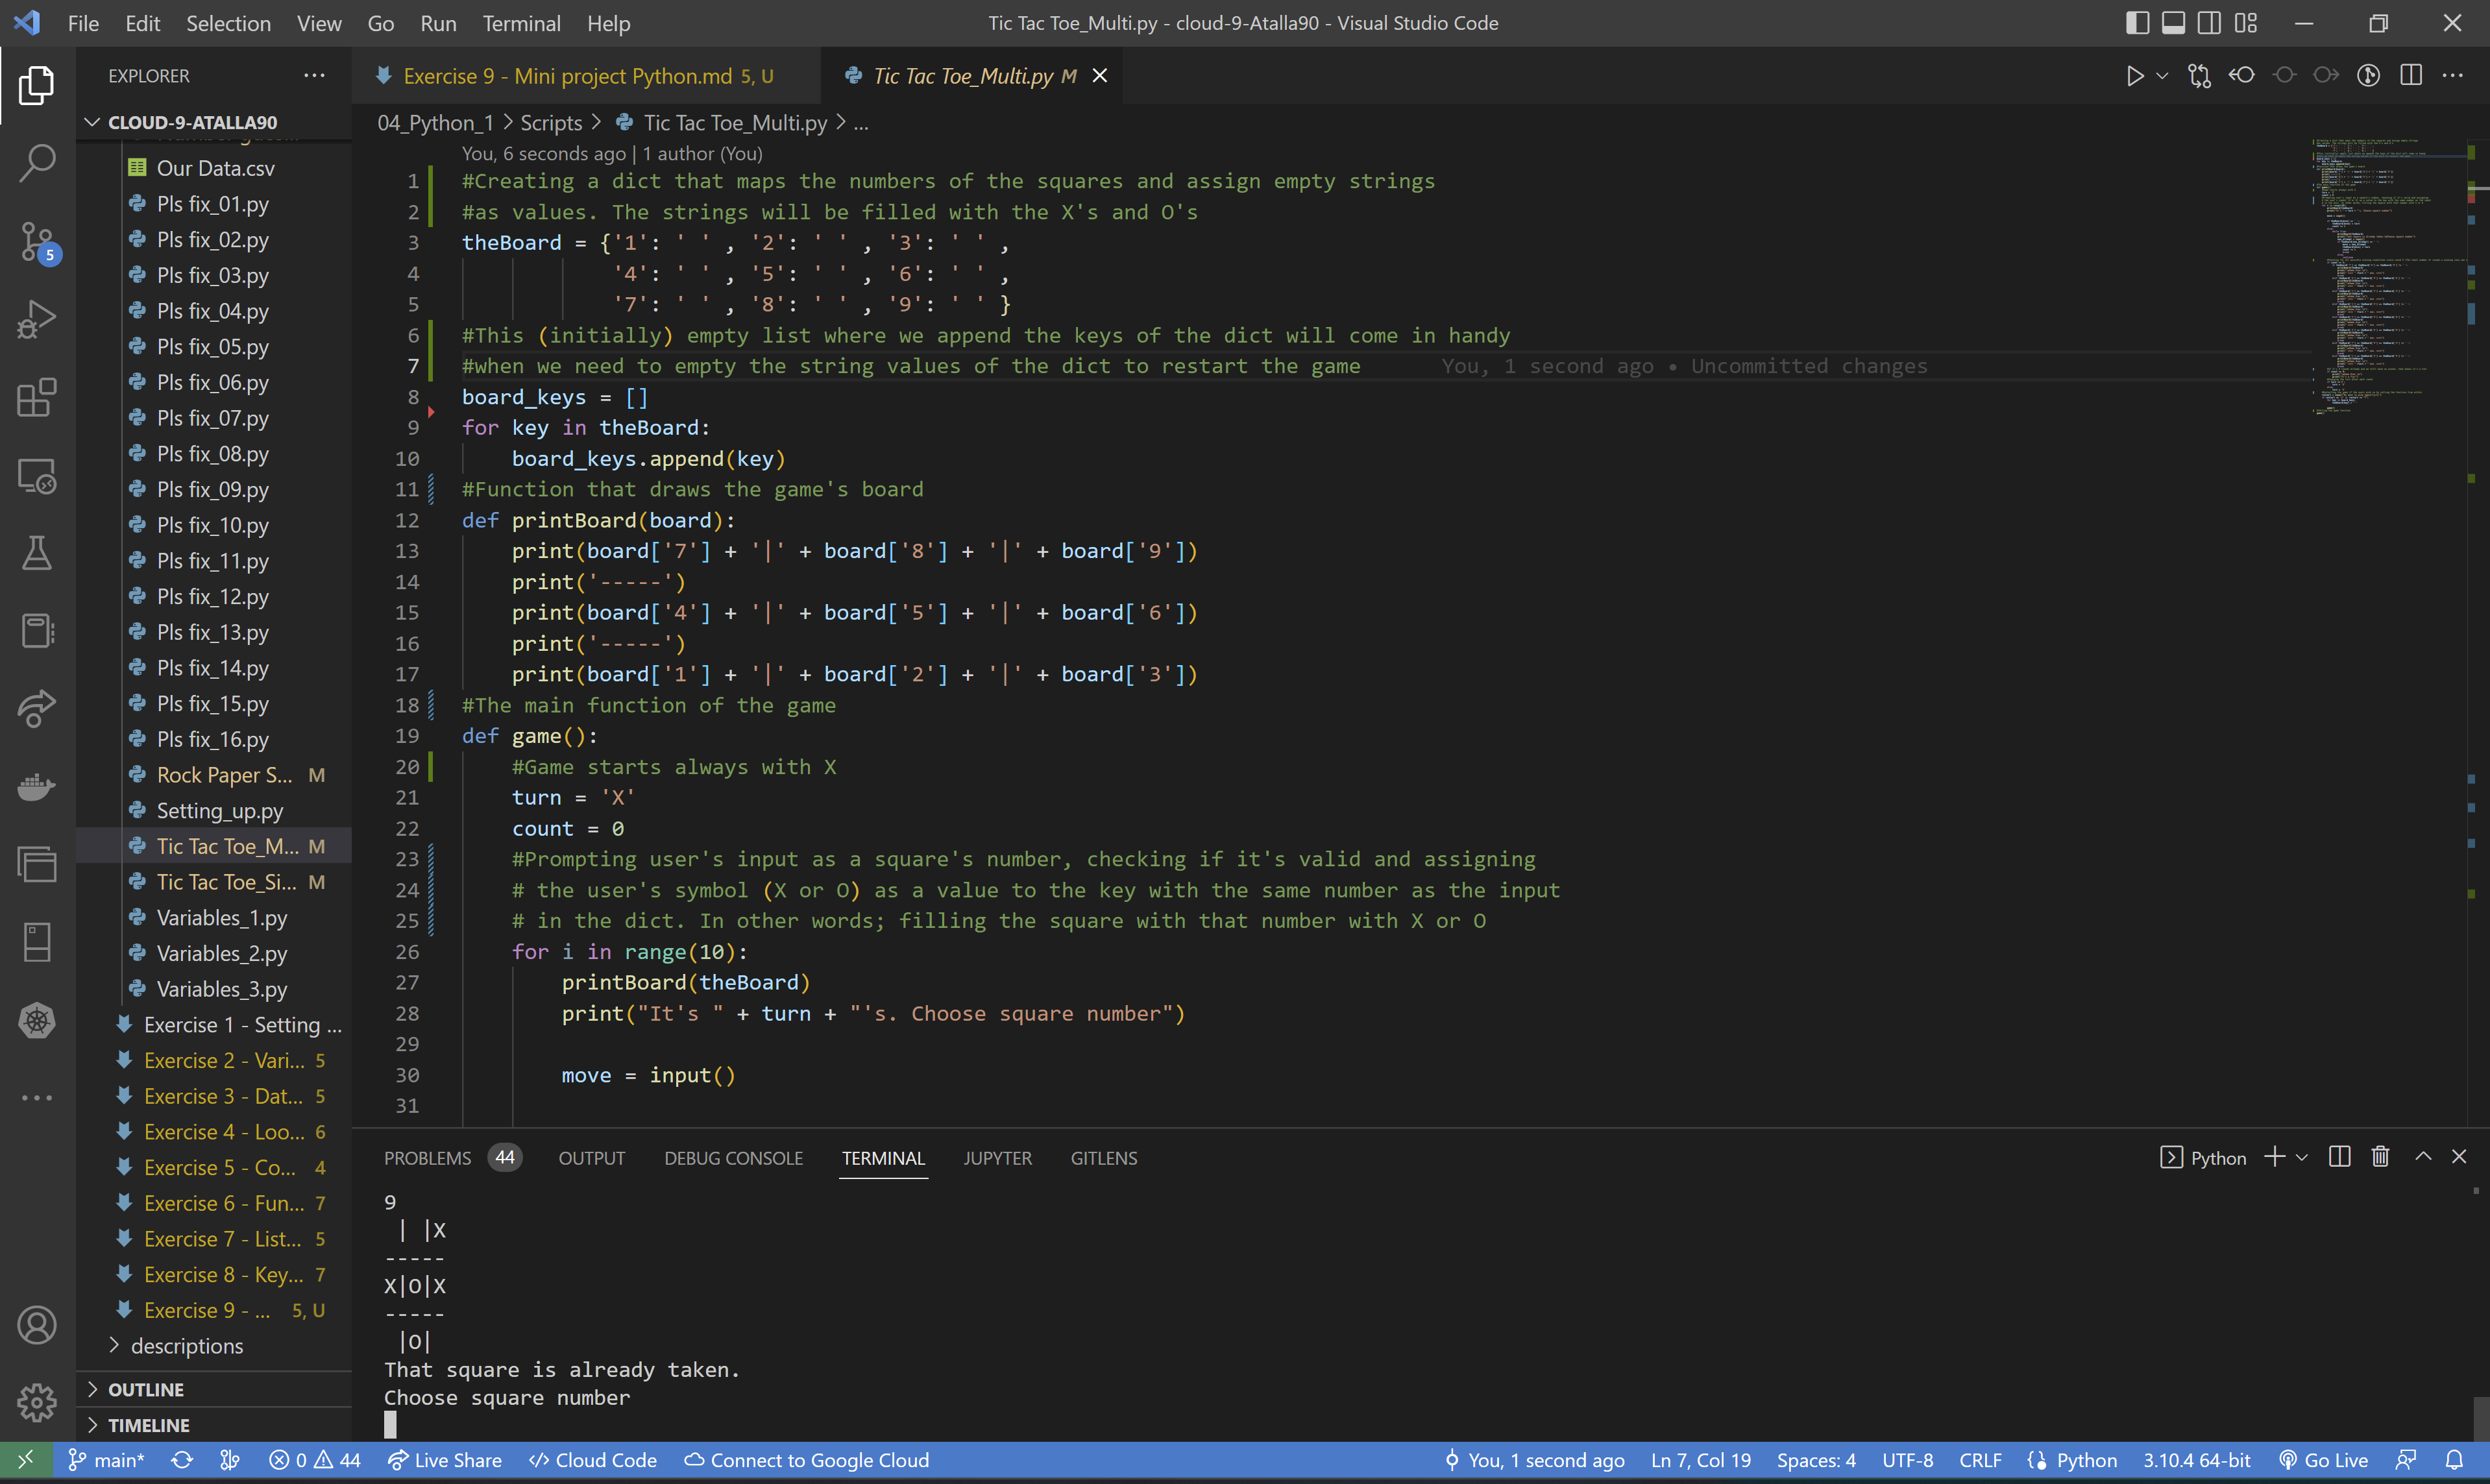 File Edit Selection View Go Run Terminal Help
Tic Tac Toe_Multi.py - cloud-9-Atalla90 - Visual Studio Code
EXPLORER
CLOUD-9-ATALLA90
Our Data.csv
Pls fix_01.py
Pls fix_02.py
Pls fix_03.py
Pls fix_04.py
Pls fix_05.py
Pls fix_06.py
Pls fix_07.py
Pls fix_08.py
Pls fix_09.py
Pls fix_10.py
Pls fix_11.py
Pls fix_12.py
Pls fix_13.py
Pls fix_14.py
Pls fix_15.py
Pls fix_16.py
Rock Paper S... M
Setting_up.py
Tic Tac Toe_M... M
Tic Tac Toe_Si... M
Variables_1.py
Variables_2.py
Variables_3.py
Exercise 1 - Setting ...
Exercise 2 - Vari... 5
Exercise 3 - Dat... 5
Exercise 4 - Loo... 6
Exercise 5 - Co... 4
Exercise 6 - Fun... 7
Exercise 7 - List... 5
Exercise 8 - Key... 7
Exercise 9 - ... 5, U
descriptions
OUTLINE
TIMELINE
5
Exercise 9 - Mini project Python.md 5, U
Tic Tac Toe_Multi.py M
04_Python_1 > Scripts > Tic Tac Toe_Multi.py > ...
You, 6 seconds ago | 1 author (You)
1 #Creating a dict that maps the numbers of the squares and assign empty strings
2 #as values. The strings will be filled with the X's and O's
3 theBoard = {'1': ' ' , '2': ' ' , '3': ' ' ,
4 '4': ' ' , '5': ' ' , '6': ' ' ,
5 '7': ' ' , '8': ' ' , '9': ' ' }
6 #This (initially) empty list where we append the keys of the dict will come in handy
7 #when we need to empty the string values of the dict to restart the game You, 1 second ago • Uncommitted changes
8 board_keys = []
9 for key in theBoard:
10 board_keys.append(key)
11 #Function that draws the game's board
12 def printBoard(board):
13 print(board['7'] + '|' + board['8'] + '|' + board['9'])
14 print('-----')
15 print(board['4'] + '|' + board['5'] + '|' + board['6'])
16 print('-----')
17 print(board['1'] + '|' + board['2'] + '|' + board['3'])
18 #The main function of the game
19 def game():
20 #Game starts always with X
21 turn = 'X'
22 count = 0
23 #Prompting user's input as a square's number, checking if it's valid and assigning
24 # the user's symbol (X or O) as a value to the key with the same number as the input
25 # in the dict. In other words; filling the square with that number with X or O
26 for i in range(10):
27 printBoard(theBoard)
28 print("It's " + turn + "'s. Choose square number")
29
30 move = input()
31
PROBLEMS 44 OUTPUT DEBUG CONSOLE TERMINAL JUPYTER GITLENS
Python
9
 | |X
-----
X|O|X
-----
 |O|
That square is already taken.
Choose square number
main* 0 44 Live Share Cloud Code Connect to Google Cloud
You, 1 second ago Ln 7, Col 19 Spaces: 4 UTF-8 CRLF Python 3.10.4 64-bit Go Live